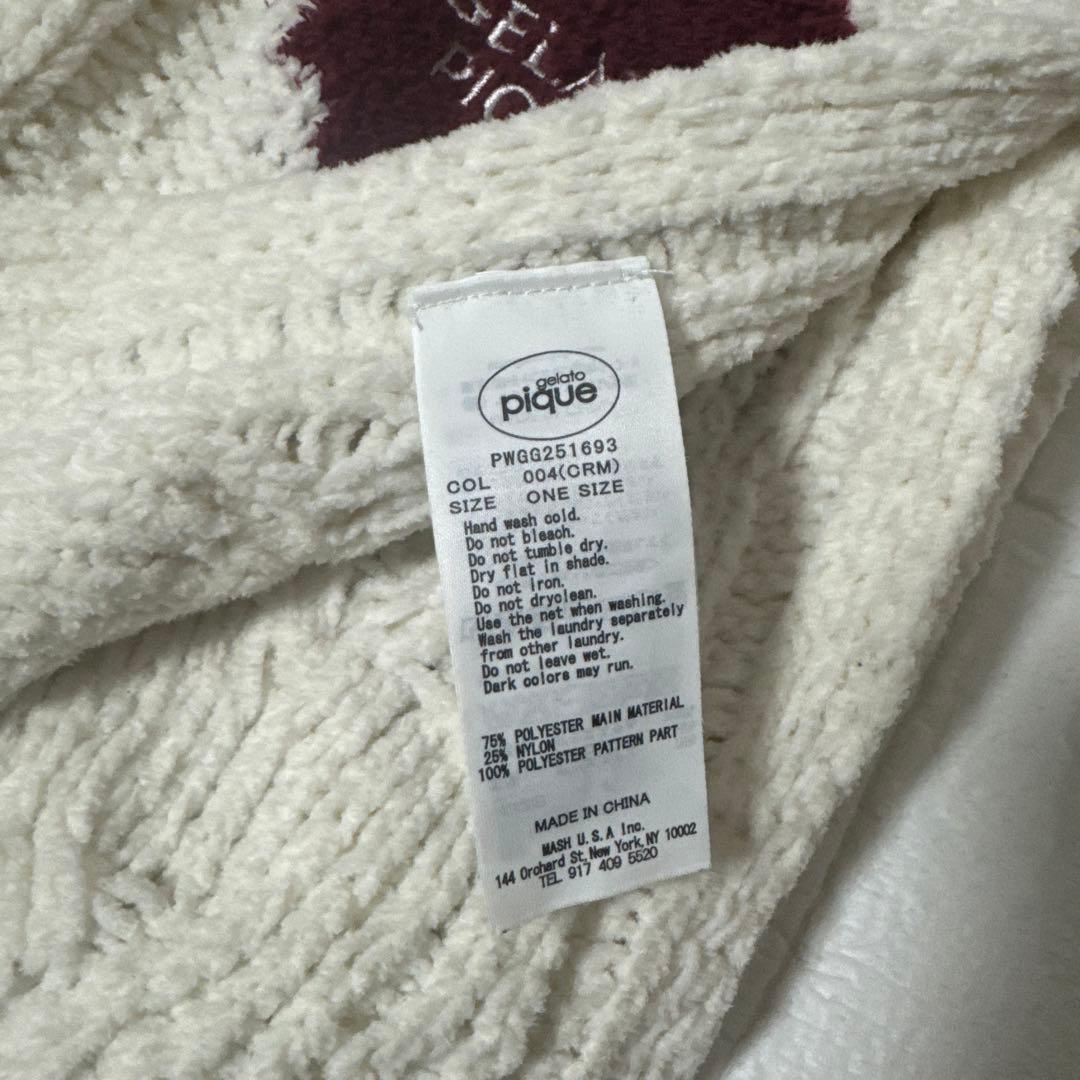 GELA
PIQ
gelato
pique
PWGG251693
COL 004(CRM)
SIZE ONE SIZE
Hand wash cold.
Do not bleach.
Do not tumble dry.
Dry flat in shade.
Do not iron.
Do not dryclean.
Use the net when washing.
Wash the laundry separately
from other laundry.
Do not leave wet.
Dark colors may run.
75% POLYESTER MAIN MATERIAL
25% NYLON
100% POLYESTER PATTERN PART
MADE IN CHINA
MASH U.S.A Inc.
144 Orchard St, New York, NY 10002
TEL 917 409 5520